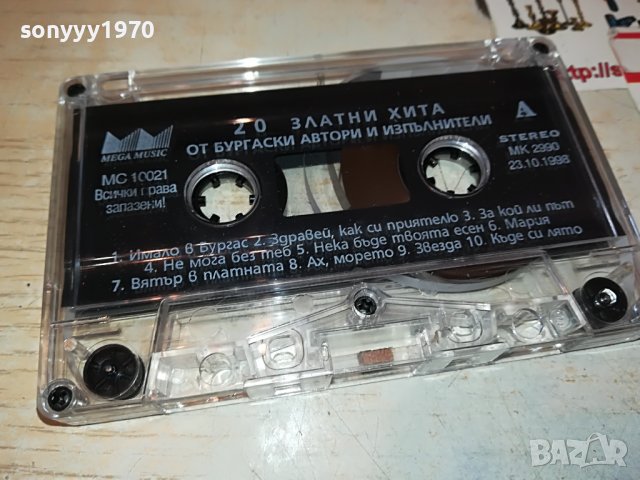 sonyyy1970
ttp://s
20 ЗЛАТНИ ХИТА
ОТ БУРГАСКИ АВТОРИ И ИЗПЪЛНИТЕЛИ
A
MEGA MUSIC
MC 10021
Всички права
запазени!
STEREO
MK 2990
23.10.1998
1. Имало в Бургас 2. Здравей, как си приятелю 3. За кой ли път
4. Не мога без теб 5. Нека бъде твоята есен 6. Мария
7. Вятър в платната 8. Ах, морето 9. Звезда 10. Къде си лято
BAZAR